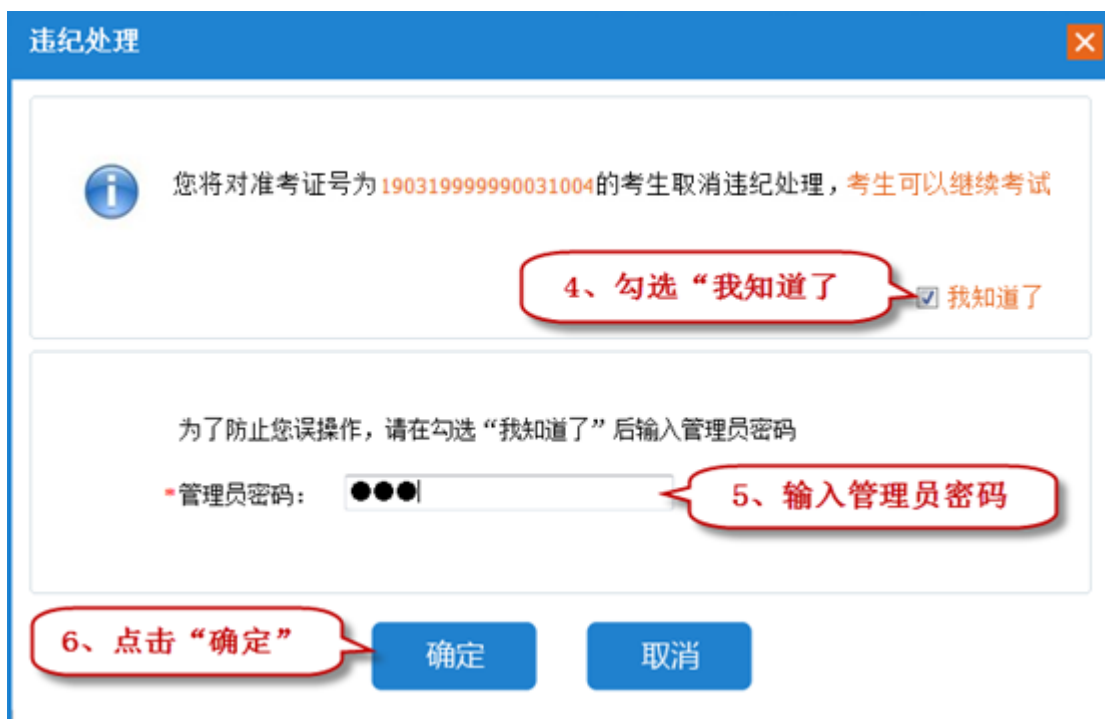 违纪处理
您将对准考证号为190319999990031004的考生取消违纪处理，考生可以继续考试
4、勾选“我知道了
我知道了
为了防止您误操作，请在勾选“我知道了”后输入管理员密码
*管理员密码：
5、输入管理员密码
6、点击“确定”
确定
取消